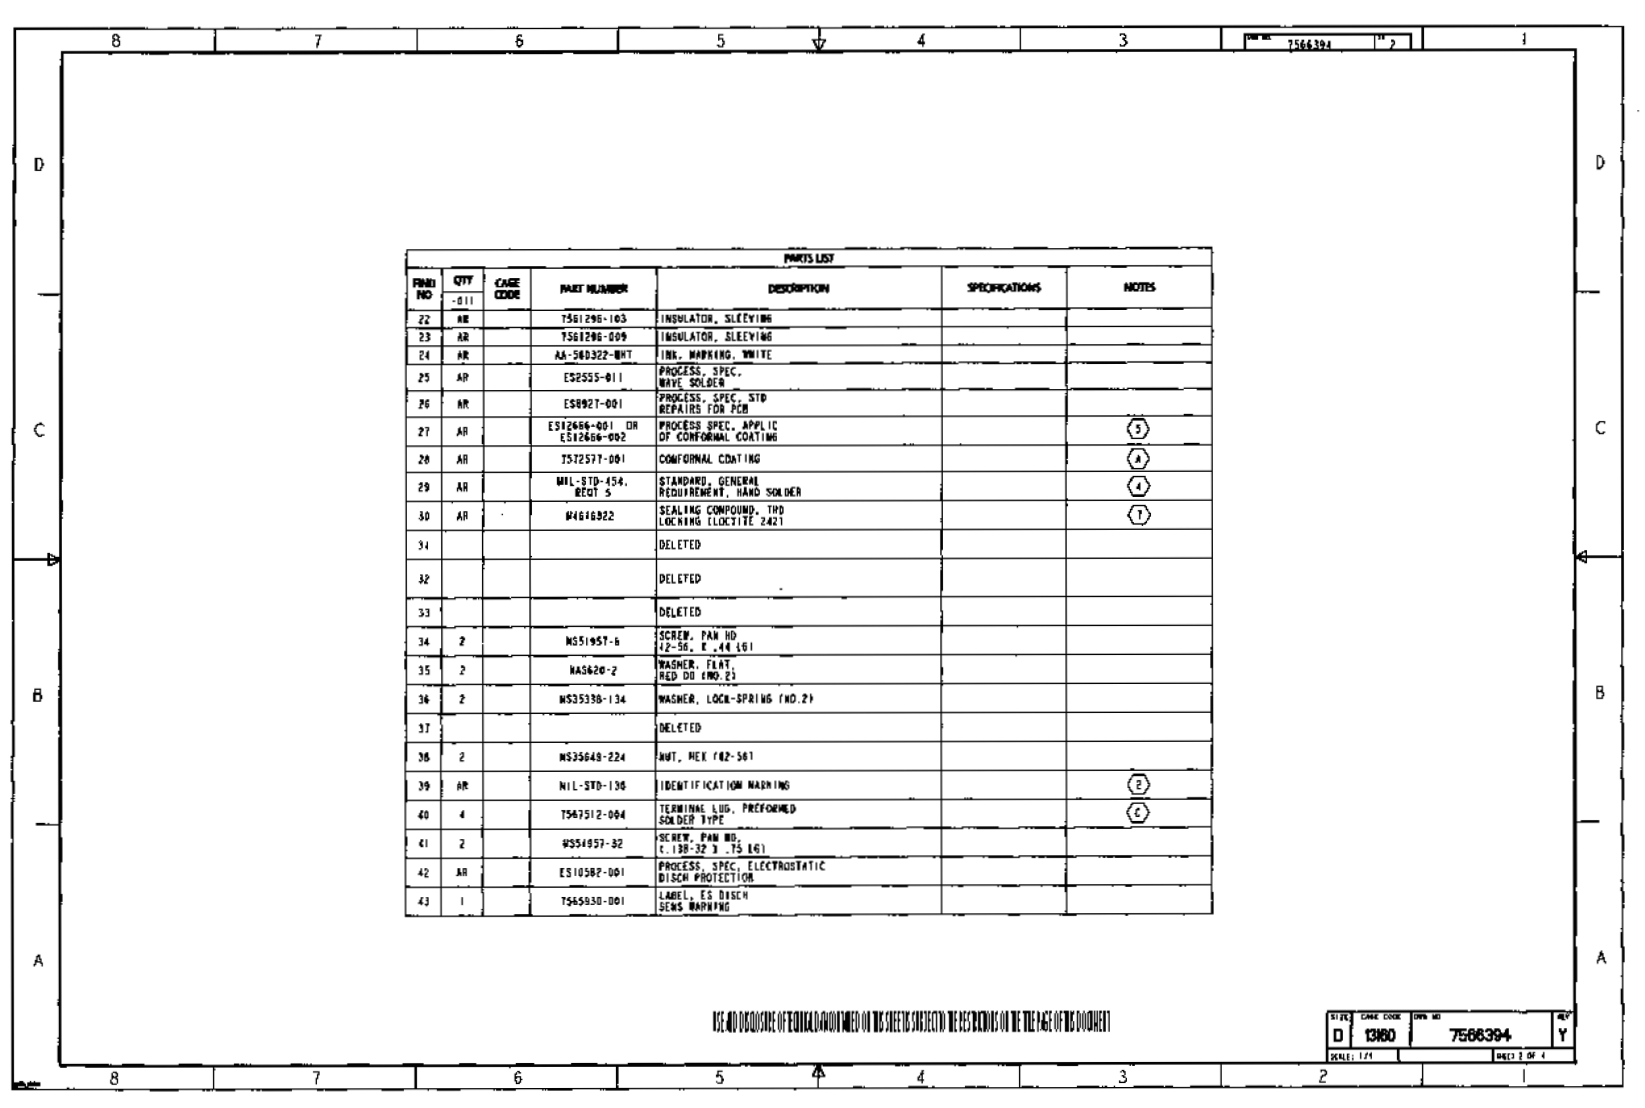 8 7 6 5 4 3 1
DWG NO. 7566394 SH 2
D D
C C
B B
A A
PARTS LIST
FIND NO QTY -011 CAGE CODE PART NUMBER DESCRIPTION SPECIFICATIONS NOTES
22 AR 7561296-103 INSULATOR, SLEEVING
23 AR 7561296-009 INSULATOR, SLEEVING
24 AR AA-56D322-WHT INK, MARKING, WHITE
25 AR ES2555-011 PROCESS, SPEC,
WAVE SOLDER
26 AR ES8927-001 PROCESS, SPEC, STD
REPAIRS FOR PCB
27 AR ES12686-001 OR PROCESS SPEC, APPLIC 5
ES12686-002 OF CONFORMAL COATING
28 AR 7572577-001 CONFORMAL COATING A
29 AR MIL-STD-454, STANDARD, GENERAL 4
REQT 5 REQUIREMENT, HAND SOLDER
30 AR SEALING COMPOUND, THD 7
LOCKING (LOCTITE 242)
31 DELETED
32 DELETED
33 DELETED
34 2 MS51957-6 SCREW, PAN HD
(2-56, X .44 LG)
35 2 NAS620-2 WASHER, FLAT,
RED OD (NO.2)
36 2 MS35338-134 WASHER, LOCK-SPRING (NO.2)
37 DELETED
38 2 MS35649-224 NUT, HEX (#2-56)
39 AR MIL-STD-130 IDENTIFICATION MARKING 2
40 4 7567512-004 TERMINAL LUG, PREFORMED C
SOLDER TYPE
41 2 MS51957-32 SCREW, PAN HD,
(.138-32 X .75 LG)
42 AR ES10582-001 PROCESS, SPEC, ELECTROSTATIC
DISCH PROTECTION
43 1 7565930-001 LABEL, ES DISCH
SENS WARNING
USE AND DISCLOSURE OF TECHNICAL DATA CONTAINED ON THIS SHEET IS SUBJECT TO THE RESTRICTIONS ON THE TITLE PAGE OF THIS DOCUMENT
SIZE D CAGE CODE 13160 DWG NO 7566394 REV Y
SCALE: 1/1 SHEET 2 OF 4
8 7 6 5 4 3 2 1